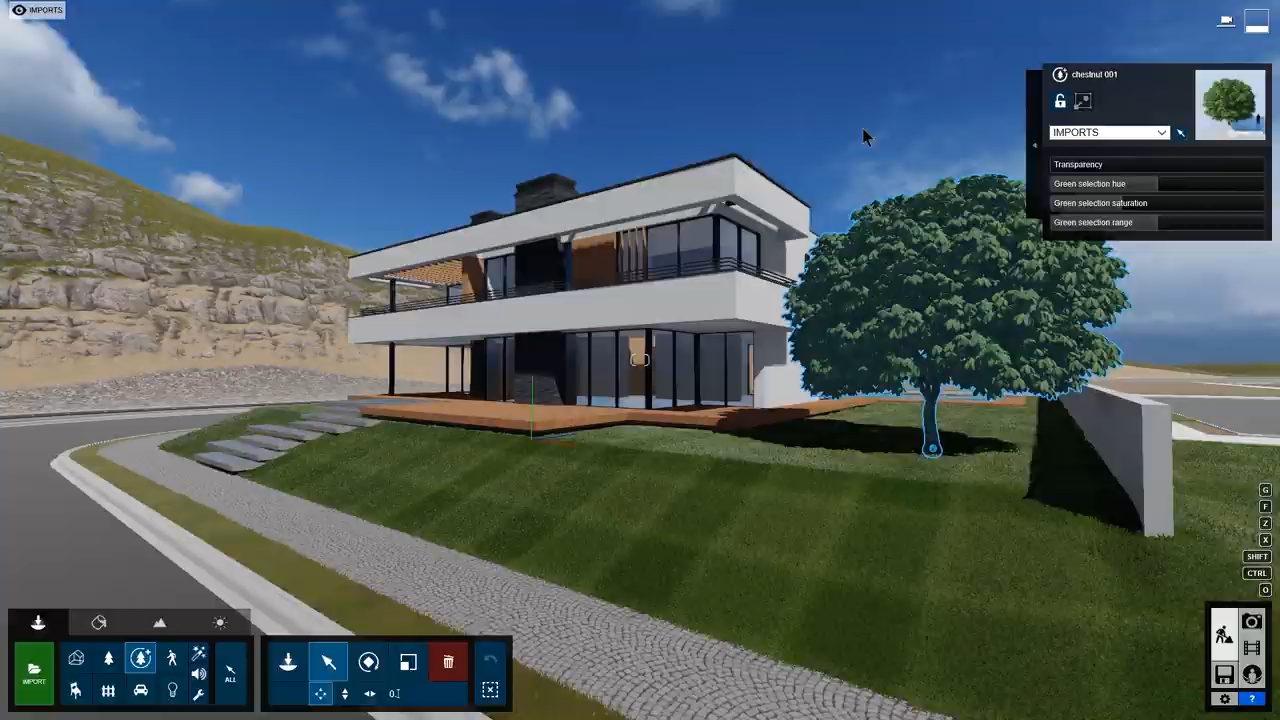 IMPORTS
chestnut 001
IMPORTS
Transparency
Green selection hue
Green selection saturation
Green selection range
G
F
Z
X
SHIFT
CTRL
O
IMPORT
ALL
?